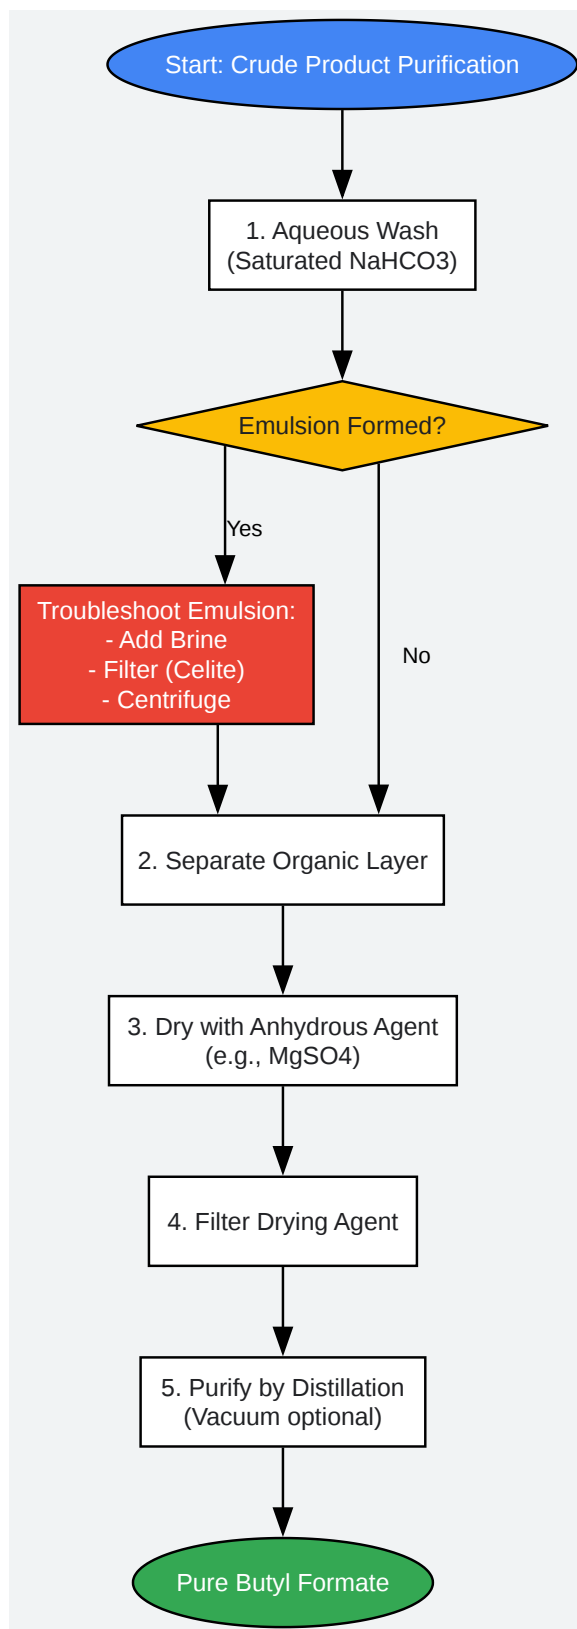 Start: Crude Product Purification
1. Aqueous Wash
(Saturated NaHCO3)
Emulsion Formed?
Yes
Troubleshoot Emulsion:
- Add Brine
- Filter (Celite)
- Centrifuge
No
2. Separate Organic Layer
3. Dry with Anhydrous Agent
(e.g., MgSO4)
4. Filter Drying Agent
5. Purify by Distillation
(Vacuum optional)
Pure Butyl Formate